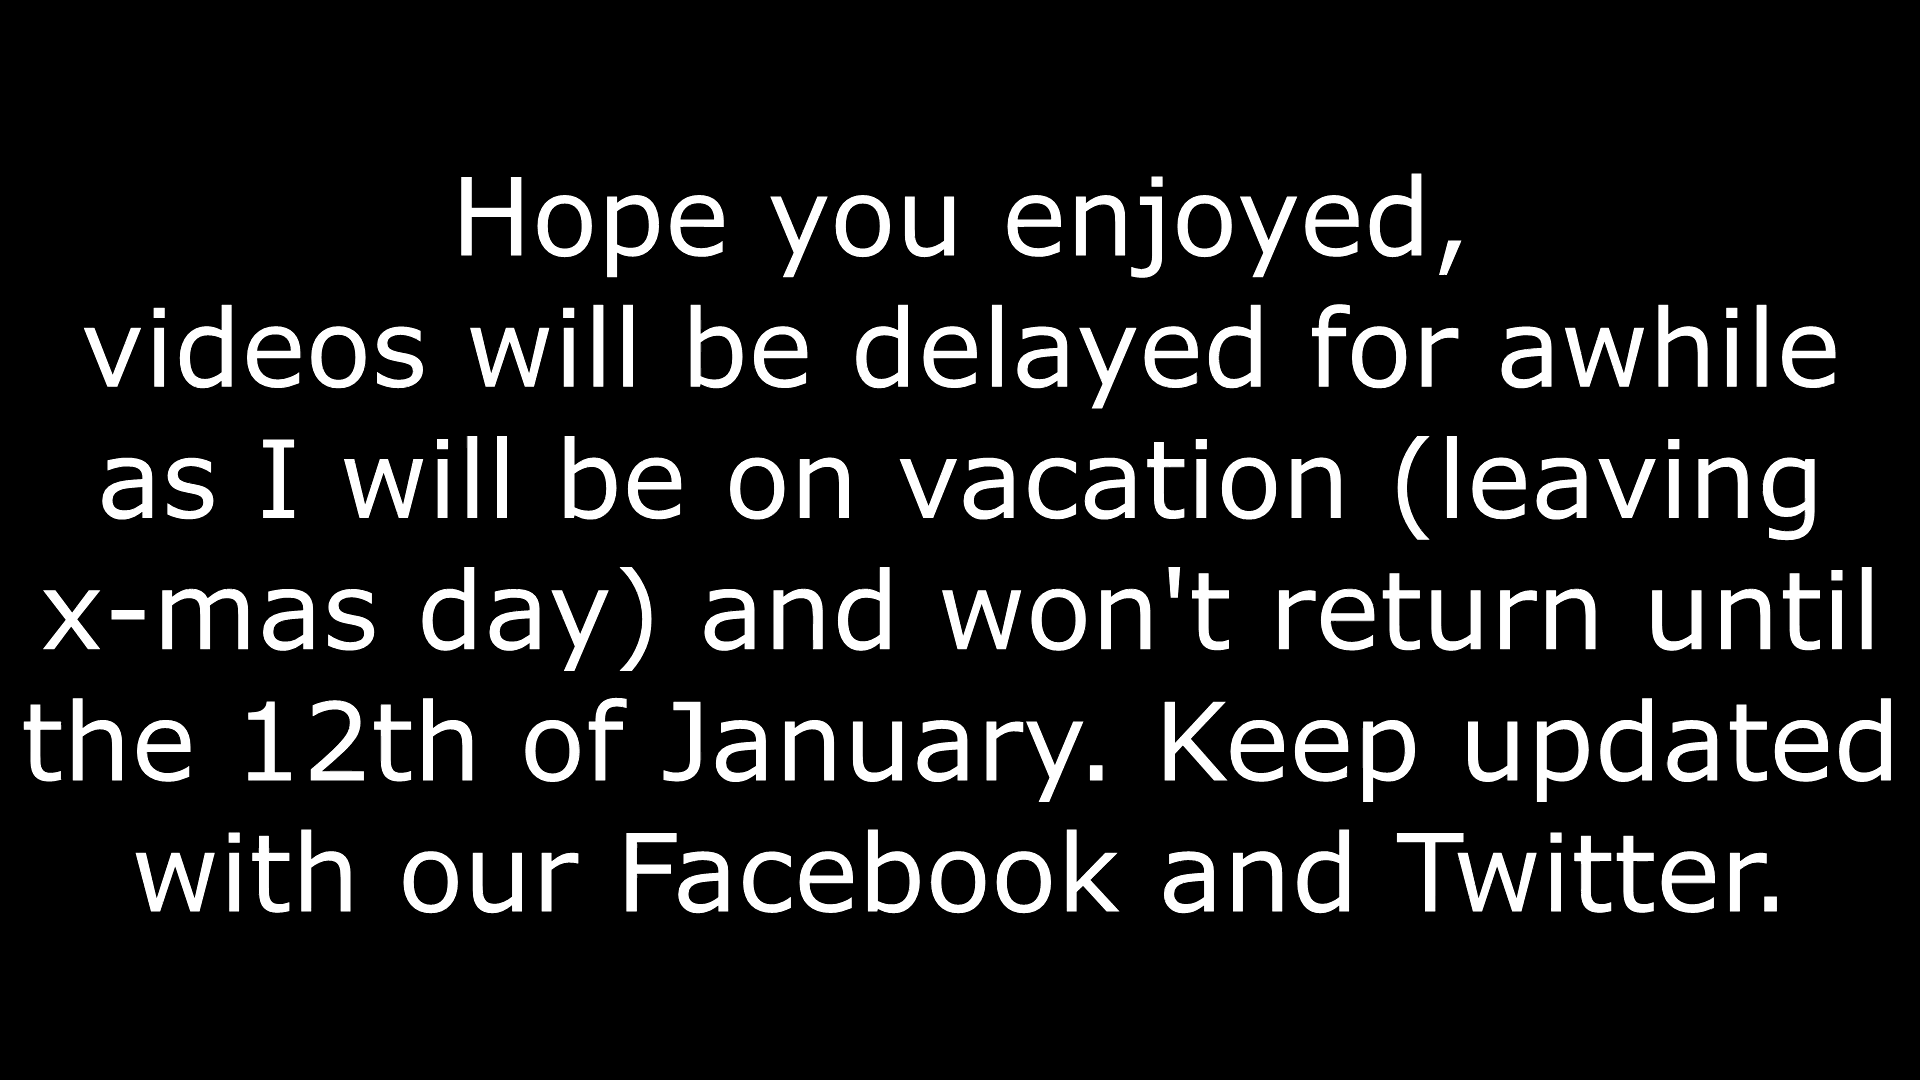 Hope you enjoyed,
videos will be delayed for awhile
as I will be on vacation (leaving
x-mas day) and won't return until
the 12th of January. Keep updated
with our Facebook and Twitter.